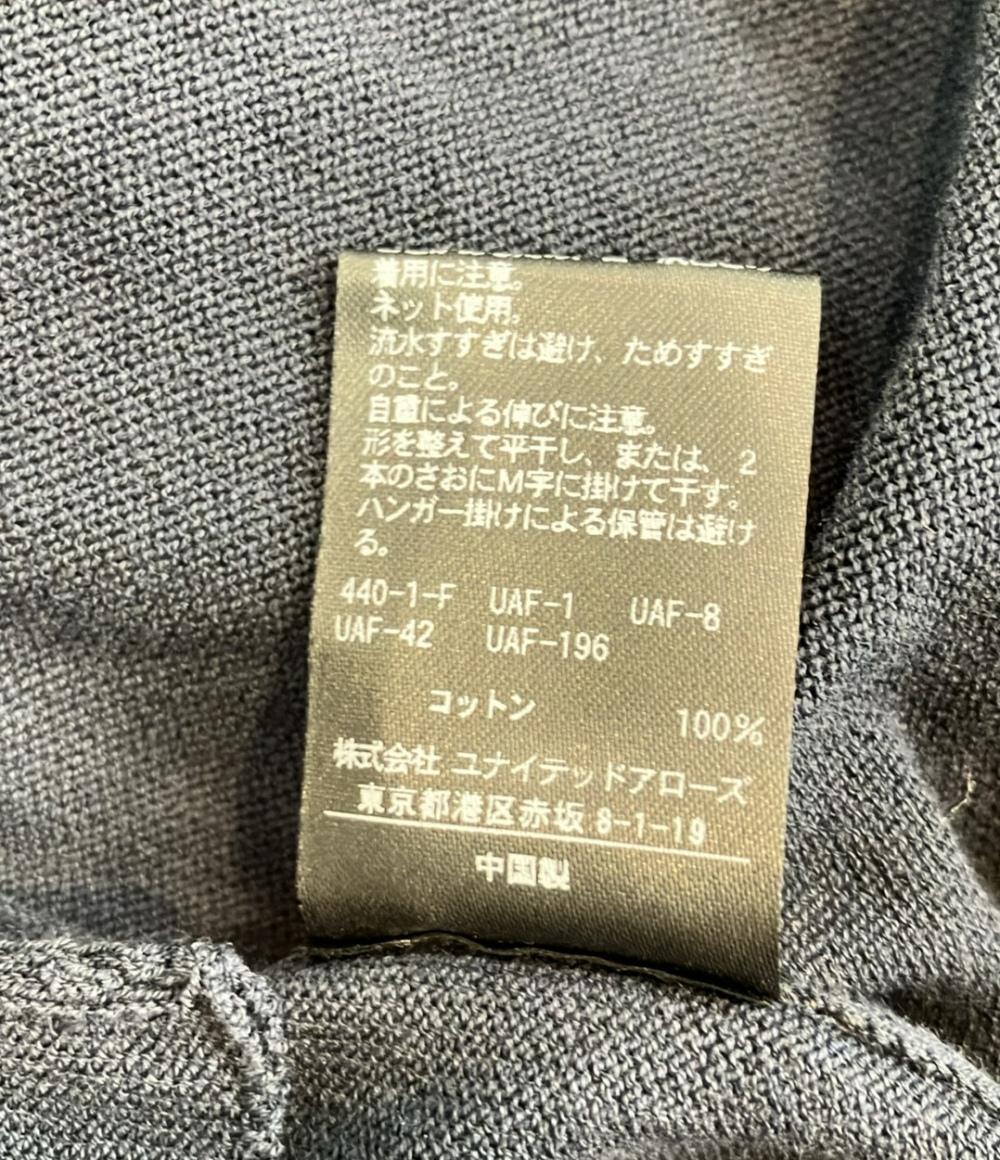 着用に注意。
ネット使用。
流水すすぎは避け、ためすすぎ
のこと。
自重による伸びに注意。
形を整えて平干し、または、2
本のさおにM字に掛けて干す。
ハンガー掛けによる保管は避け
る。
440-1-F UAF-1 UAF-8
UAF-42 UAF-196
コットン 100%
株式会社 ユナイテッドアローズ
東京都港区赤坂 8-1-19
中国製